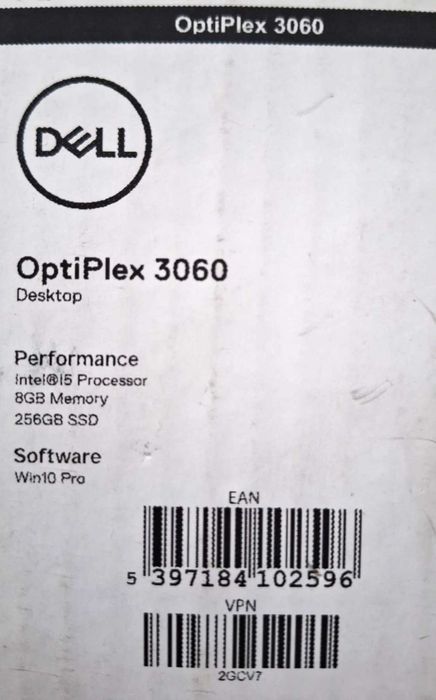 OptiPlex 3060
DELL
OptiPlex 3060
Desktop
Performance
Intel®i5 Processor
8GB Memory
256GB SSD
Software
Win10 Pro
EAN
5 397184 102596
VPN
2GCV7